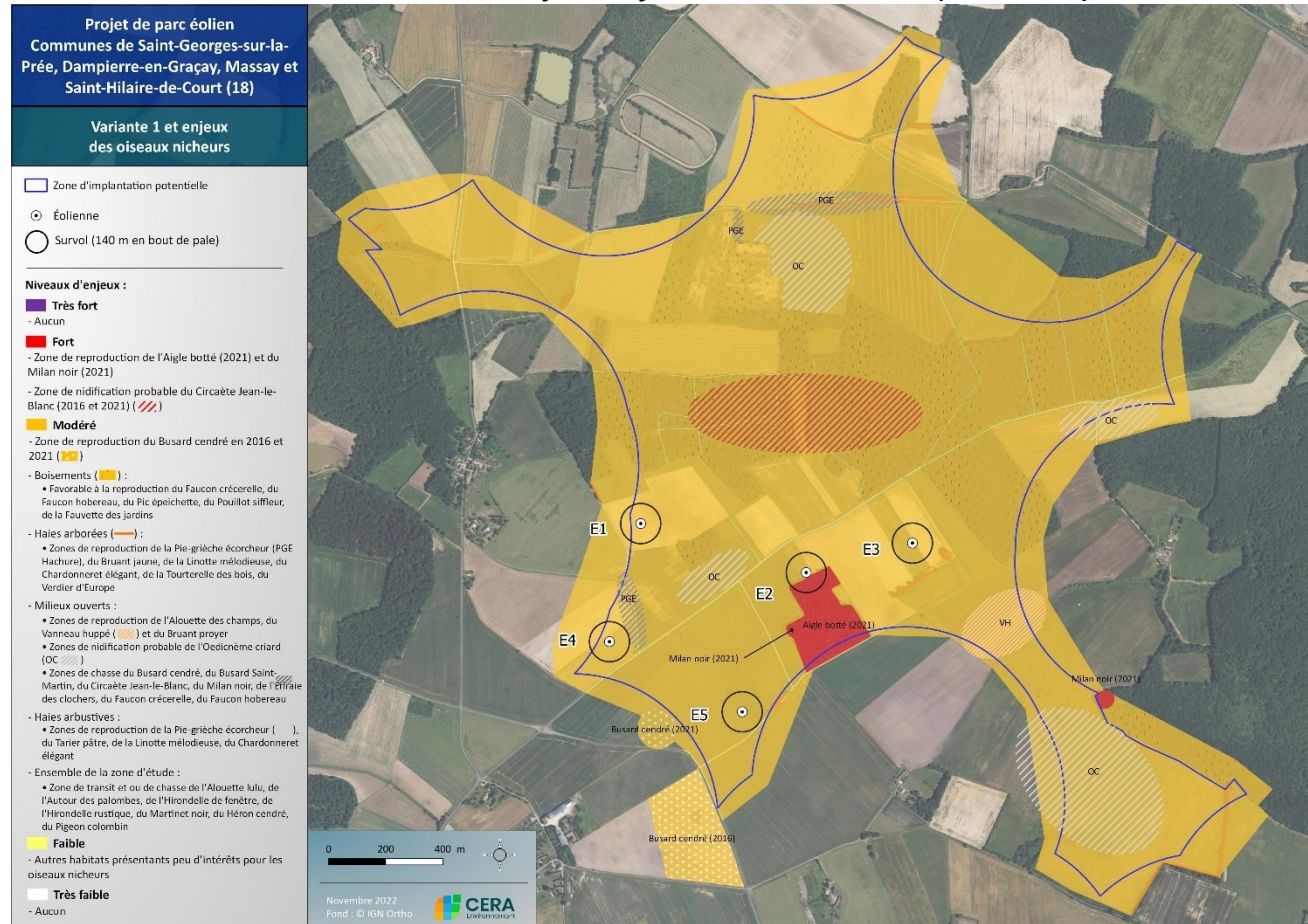 Projet de parc éolien
Communes de Saint-Georges-sur-la-
Prée, Dampierre-en-Graçay, Massay et
Saint-Hilaire-de-Court (18)
Variante 1 et enjeux
des oiseaux nicheurs
Zone d'implantation potentielle
Éolienne
Survol (140 m en bout de pale)
Niveaux d'enjeu :
Très fort
- Aucun
Fort
- Zone de reproduction de l'Aigle botté (2021) et du
Milan noir (2021)
- Zone de nidification probable du Circaète Jean-le-
Blanc (2016 et 2021) ( )
Modéré
- Zone de reproduction du Busard cendré en 2016 et
2021 ( )
- Boisements ( ) :
• Favorable à la reproduction du Faucon crécerelle, du
Faucon hobereau, du Pic épeichette, du Pouillot siffleur,
de la Fauvette des jardins
- Haies arborées ( ) :
• Zones de reproduction de la Pie-grièche écorcheur (PGE
Hachure), du Bruant jaune, de la Linotte mélodieuse, du
Chardonneret élégant, de la Tourterelle des bois, du
Verdier d'Europe
- Milieux ouverts :
• Zones de reproduction de l'Alouette des champs, du
Vanneau huppé ( ) et du Bruant proyer
• Zones de nidification probable de l'Oedicnème criard
(OC )
• Zones de chasse du Busard cendré, du Busard Saint-
Martin, du Circaète Jean-le-Blanc, du Milan noir, de l'Effraie
des clochers, du Faucon crécerelle, du Faucon hobereau
- Haies arbustives :
• Zones de reproduction de la Pie-grièche écorcheur ( ),
du Tarier pâtre, de la Linotte mélodieuse, du Chardonneret
élégant
- Ensemble de la zone d'étude :
• Zone de transit et ou de chasse de l'Alouette lulu, de
l'Autour des palombes, de l'Hirondelle de fenêtre, de
l'Hirondelle rustique, du Martinet noir, du Héron cendré,
du Pigeon colombin
Faible
- Autres habitats présentants peu d'intérêts pour les
oiseaux nicheurs
Très faible
- Aucun
PGE
PGE
OC
OC
E1
E3
OC
E2
PGE
Aigle botté (2021)
VH
E4
Milan noir (2021)
Milan noir (2021)
E5
Busard cendré (2021)
OC
Busard cendré (2016)
0 200 400 m
Novembre 2022
Fond : © IGN Ortho
CERA
Environnement